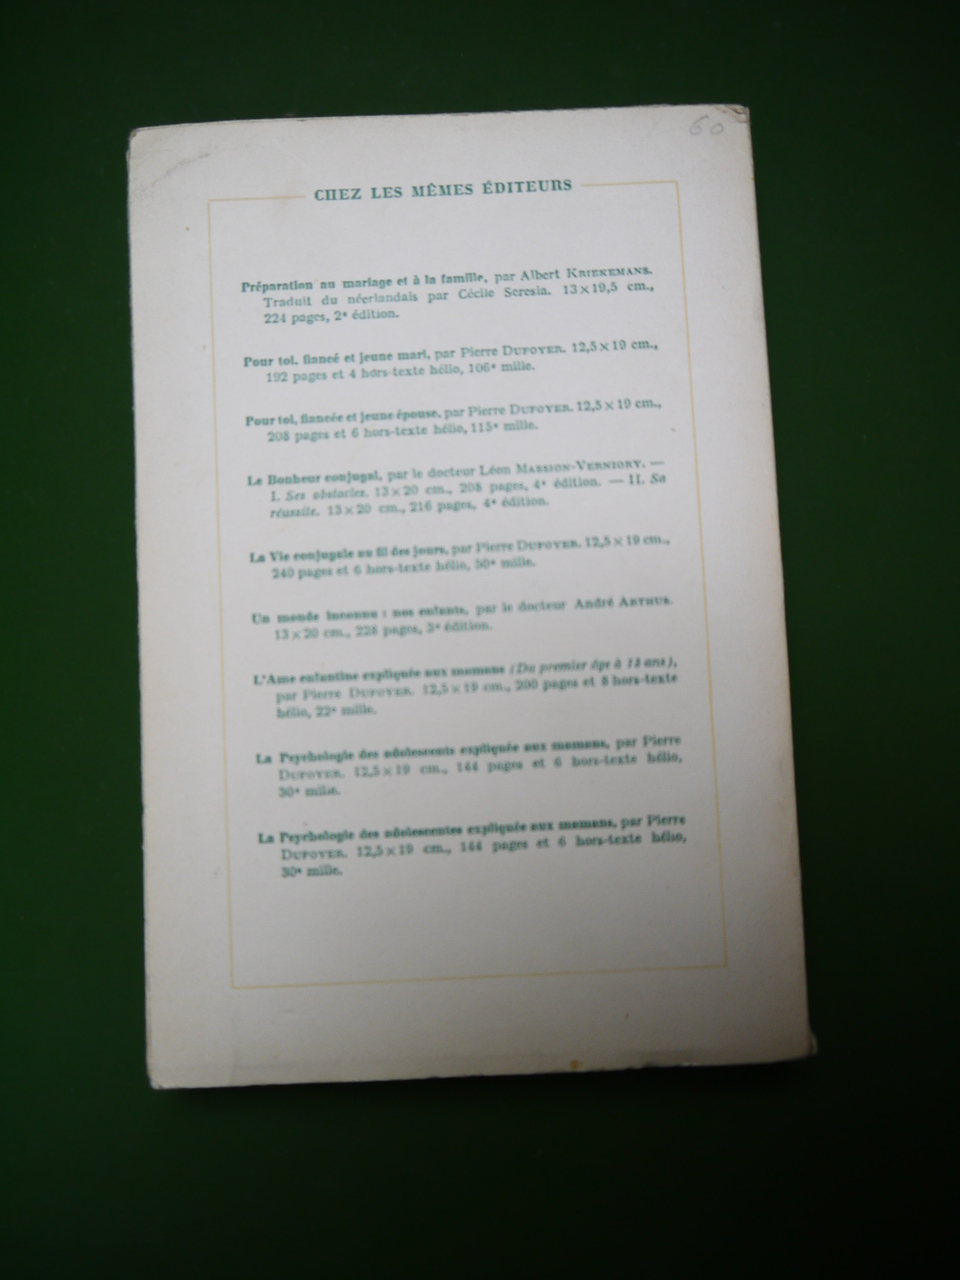 60
CHEZ LES MÊMES ÉDITEURS
Préparation au mariage et à la famille, par Albert KRIEKEMANS.
Traduit du néerlandais par Cécile Seresia. 13 × 19,5 cm.,
224 pages, 2e édition.
Pour toi, fiancé et jeune mari, par Pierre DUFOYER. 12,5 × 19 cm.,
192 pages et 4 hors-texte hélio, 106e mille.
Pour toi, fiancée et jeune épouse, par Pierre DUFOYER. 12,5 × 19 cm.,
208 pages et 6 hors-texte hélio, 115e mille.
Le Bonheur conjugal, par le docteur Léon MASSION-VERNIORY. —
I. Ses obstacles. 13 × 20 cm., 208 pages, 4e édition. — II. Sa
réussite. 13 × 20 cm., 216 pages, 4e édition.
La Vie conjugale au fil des jours, par Pierre DUFOYER. 12,5 × 19 cm.,
240 pages et 6 hors-texte hélio, 50e mille.
Un monde inconnu : nos enfants, par le docteur André ARTHUS.
13 × 20 cm., 228 pages, édition.
L'Ame enfantine expliquée aux mamans (Du premier âge à ans),
par Pierre DUFOYER. 12,5 × 19 cm., 200 pages et 8 hors-texte
hélio, 22e mille.
La Psychologie des adolescents expliquée aux mamans, par Pierre
DUFOYER. 12,5 × 19 cm., 144 pages et 6 hors-texte hélio,
30e mille.
La Psychologie des adolescentes expliquée aux mamans, par Pierre
DUFOYER. 12,5 × 19 cm., 144 pages et 6 hors-texte hélio,
30e mille.